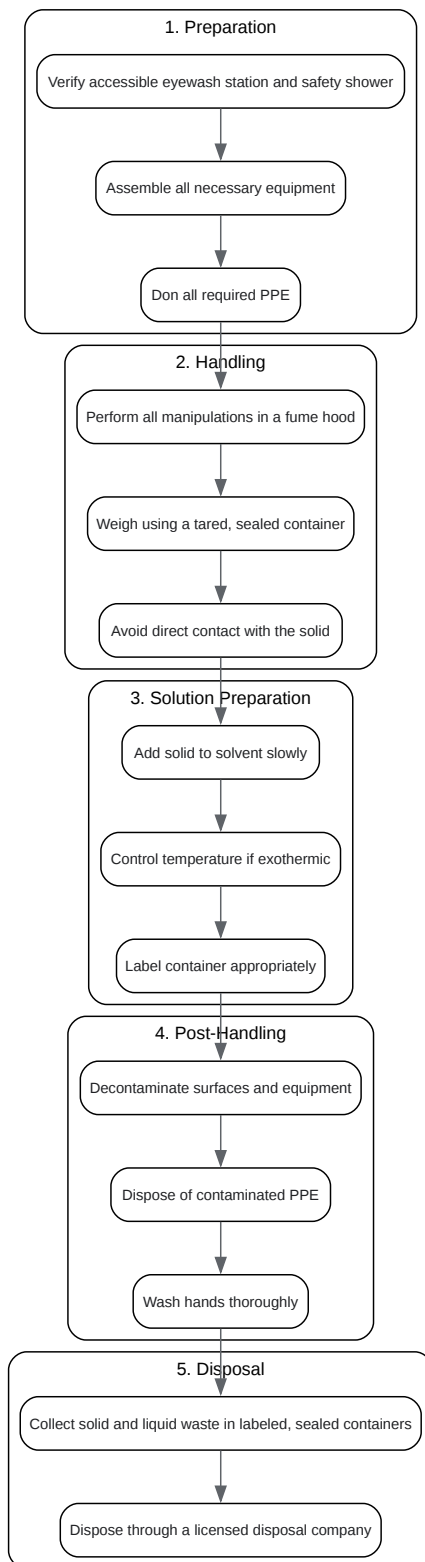 1. Preparation
Verify accessible eyewash station and safety shower
Assemble all necessary equipment
Don all required PPE
2. Handling
Perform all manipulations in a fume hood
Weigh using a tared, sealed container
Avoid direct contact with the solid
3. Solution Preparation
Add solid to solvent slowly
Control temperature if exothermic
Label container appropriately
4. Post-Handling
Decontaminate surfaces and equipment
Dispose of contaminated PPE
Wash hands thoroughly
5. Disposal
Collect solid and liquid waste in labeled, sealed containers
Dispose through a licensed disposal company